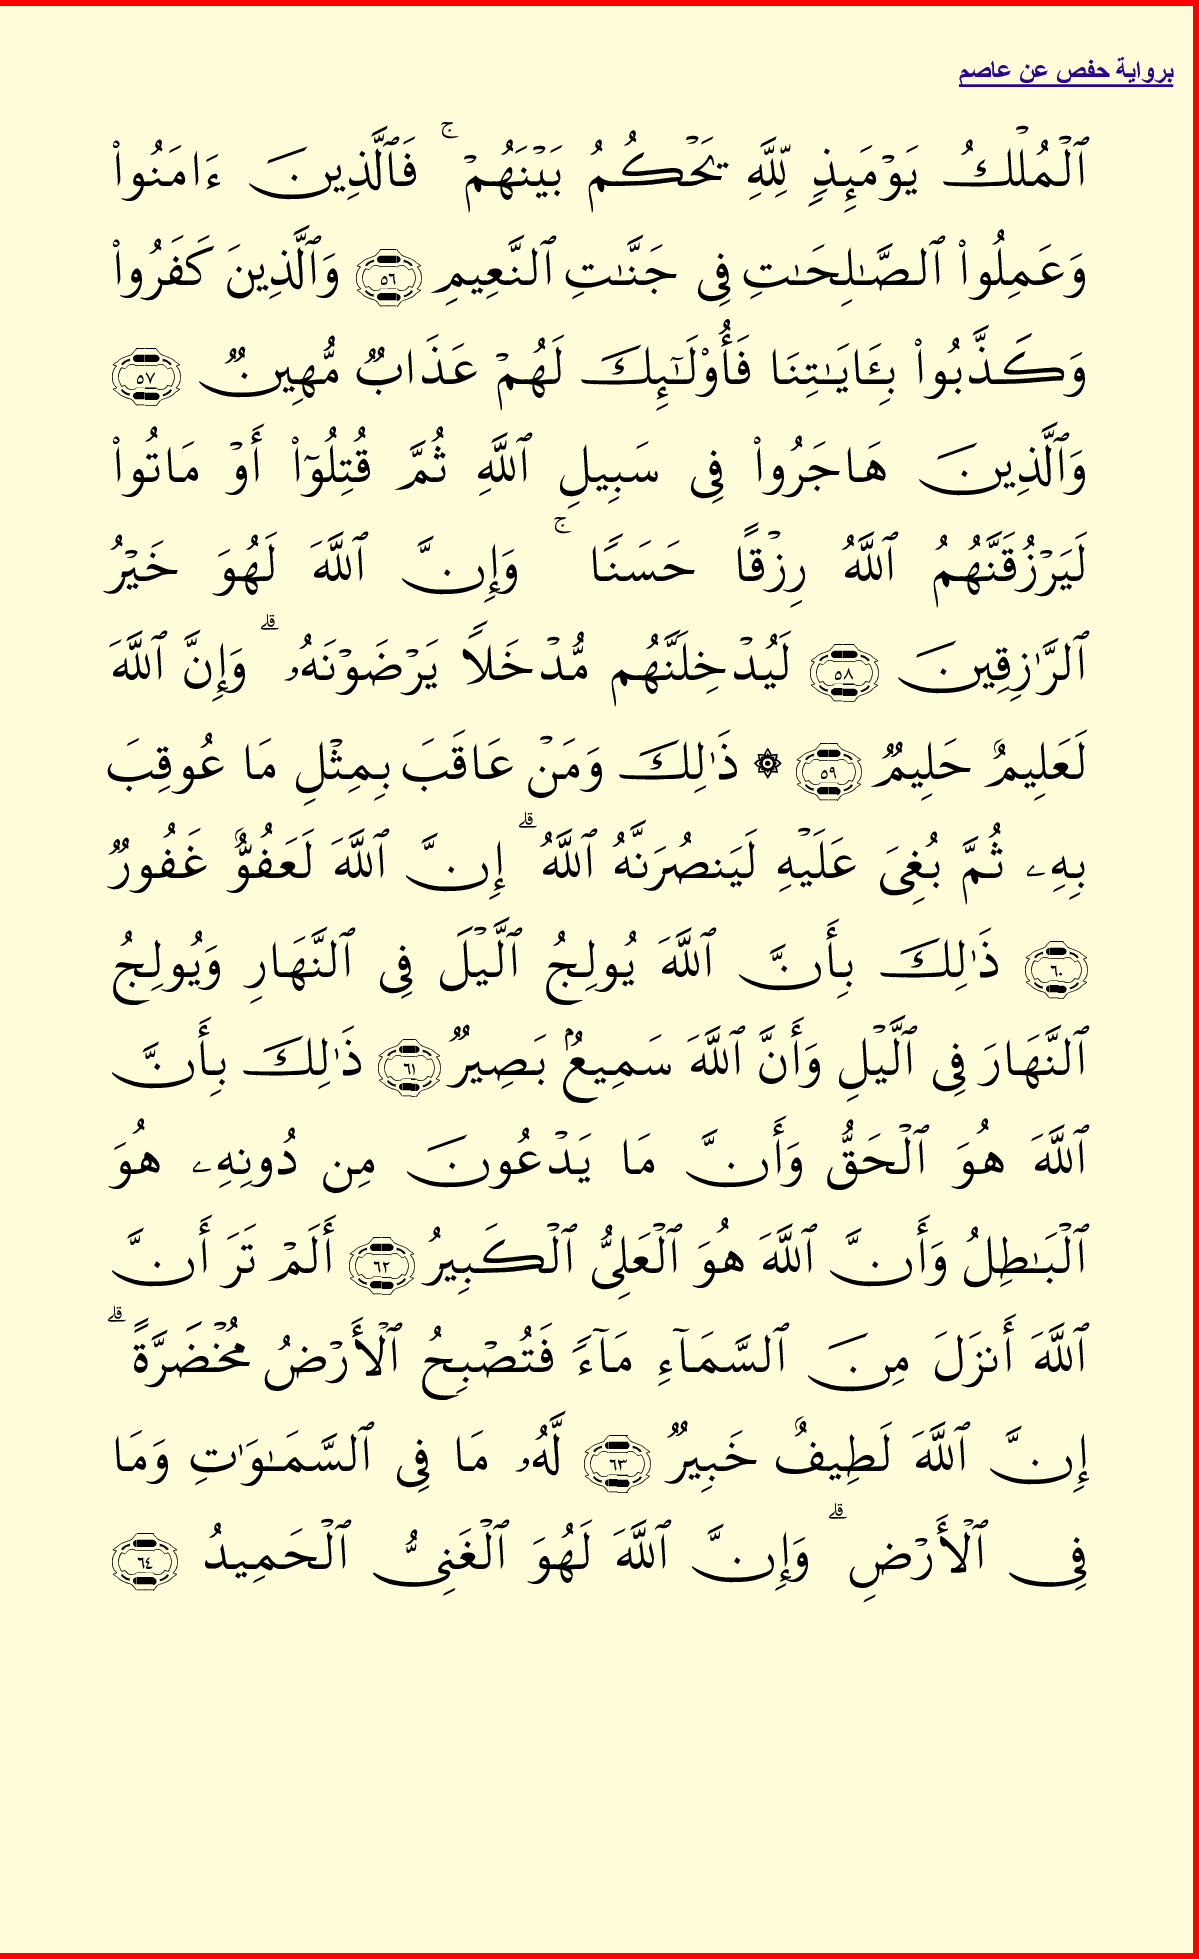 برواية حفص عن عاصم
ٱلْمُلْكُ يَوْمَئِذٍ لِّلَّهِ يَحْكُمُ بَيْنَهُمْ ۚ فَٱلَّذِينَ ءَامَنُوا۟
وَعَمِلُوا۟ ٱلصَّـٰلِحَـٰتِ فِى جَنَّـٰتِ ٱلنَّعِيمِ ٥٦ وَٱلَّذِينَ كَفَرُوا۟
وَكَذَّبُوا۟ بِـَٔايَـٰتِنَا فَأُو۟لَـٰٓئِكَ لَهُمْ عَذَابٌ مُّهِينٌ ٥٧
وَٱلَّذِينَ هَاجَرُوا۟ فِى سَبِيلِ ٱللَّهِ ثُمَّ قُتِلُوٓا۟ أَوْ مَاتُوا۟
لَيَرْزُقَنَّهُمُ ٱللَّهُ رِزْقًا حَسَنًا ۚ وَإِنَّ ٱللَّهَ لَهُوَ خَيْرُ
ٱلرَّٰزِقِينَ ٥٨ لَيُدْخِلَنَّهُم مُّدْخَلًا يَرْضَوْنَهُۥ ۗ وَإِنَّ ٱللَّهَ
لَعَلِيمٌ حَلِيمٌ ٥٩ ۞ ذَٰلِكَ وَمَنْ عَاقَبَ بِمِثْلِ مَا عُوقِبَ
بِهِۦ ثُمَّ بُغِىَ عَلَيْهِ لَيَنصُرَنَّهُ ٱللَّهُ ۗ إِنَّ ٱللَّهَ لَعَفُوٌّ غَفُورٌ
٦٠ ذَٰلِكَ بِأَنَّ ٱللَّهَ يُولِجُ ٱلَّيْلَ فِى ٱلنَّهَارِ وَيُولِجُ
ٱلنَّهَارَ فِى ٱلَّيْلِ وَأَنَّ ٱللَّهَ سَمِيعٌۢ بَصِيرٌ ٦١ ذَٰلِكَ بِأَنَّ
ٱللَّهَ هُوَ ٱلْحَقُّ وَأَنَّ مَا يَدْعُونَ مِن دُونِهِۦ هُوَ
ٱلْبَـٰطِلُ وَأَنَّ ٱللَّهَ هُوَ ٱلْعَلِىُّ ٱلْكَبِيرُ ٦٢ أَلَمْ تَرَ أَنَّ
ٱللَّهَ أَنزَلَ مِنَ ٱلسَّمَآءِ مَآءً فَتُصْبِحُ ٱلْأَرْضُ مُخْضَرَّةً ۗ
إِنَّ ٱللَّهَ لَطِيفٌ خَبِيرٌ ٦٣ لَّهُۥ مَا فِى ٱلسَّمَـٰوَٰتِ وَمَا
فِى ٱلْأَرْضِ ۗ وَإِنَّ ٱللَّهَ لَهُوَ ٱلْغَنِىُّ ٱلْحَمِيدُ ٦٤